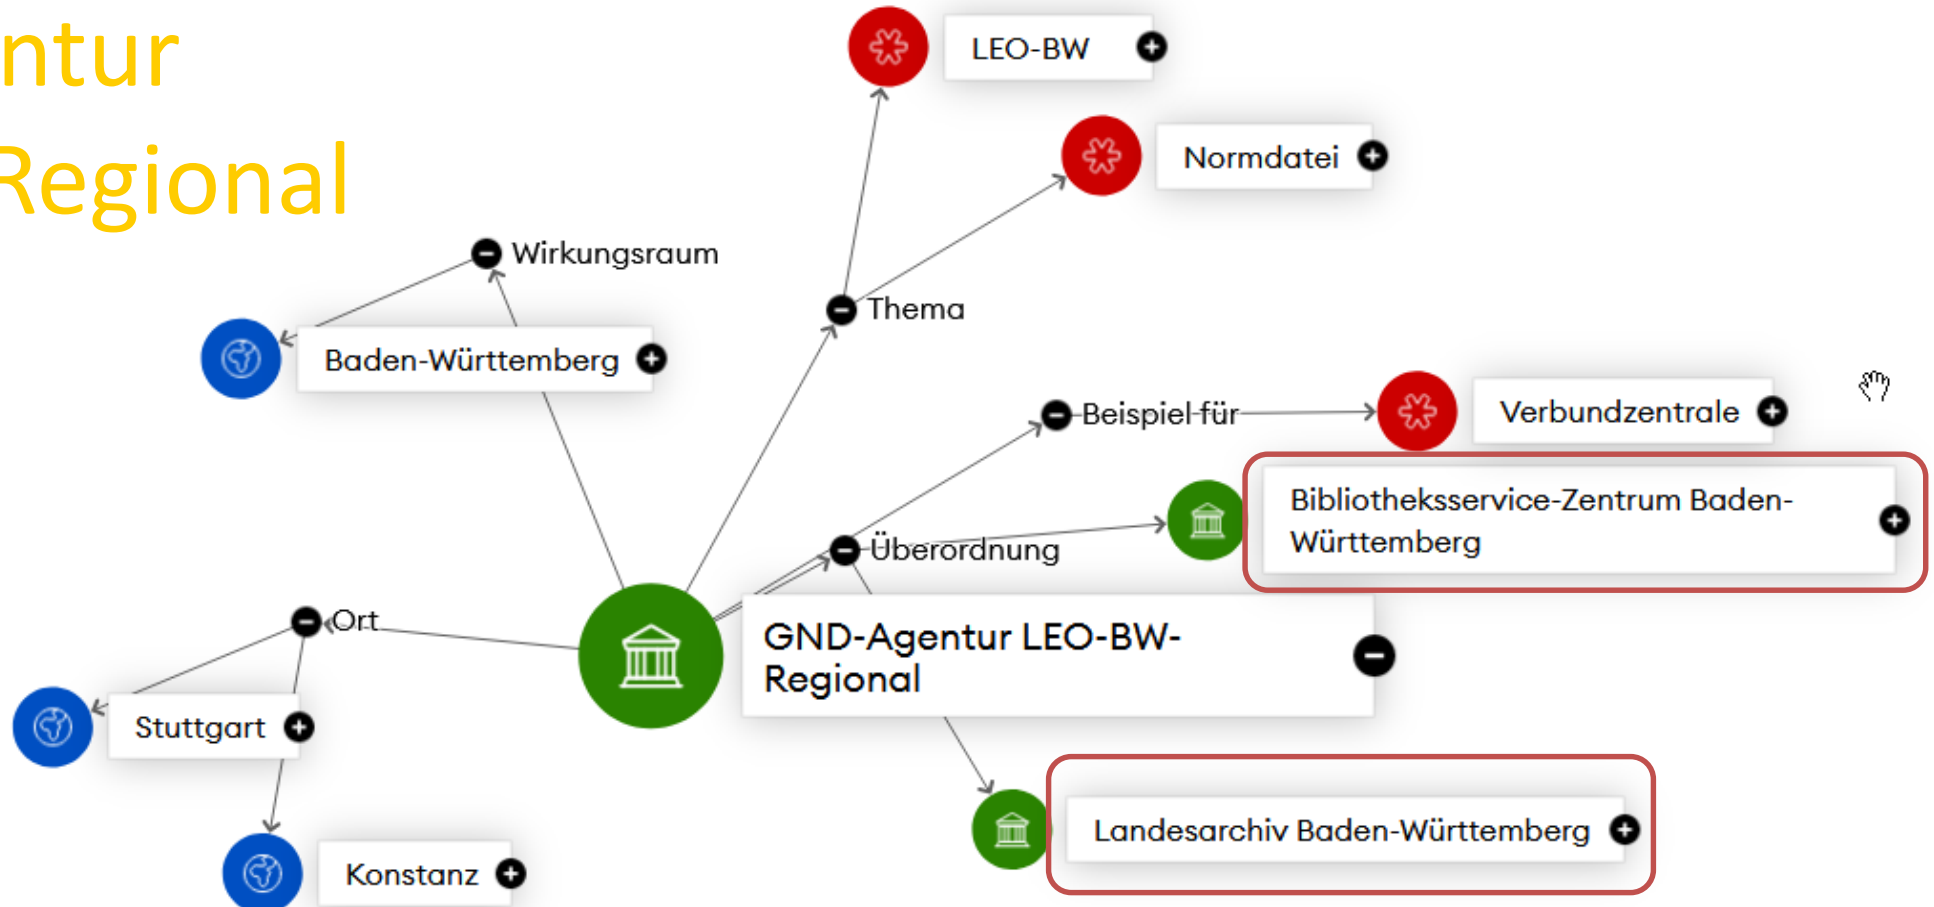 ntur
Regional
LEO-BW
Normdatei
Wirkungsraum
Thema
Baden-Württemberg
Beispiel für
Verbundzentrale
Bibliotheksservice-Zentrum Baden-
Württemberg
Überordnung
Ort
GND-Agentur LEO-BW-
Regional
Stuttgart
Landesarchiv Baden-Württemberg
Konstanz